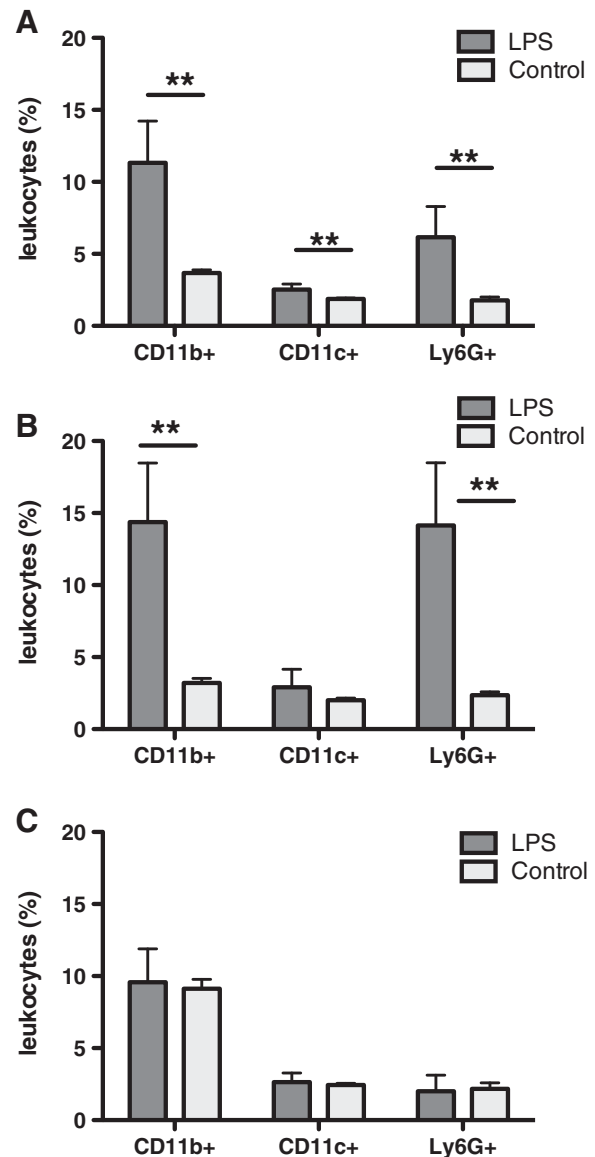 A
LPS
Control
leukocytes (%)
20
15
10
5
0
**
**
**
CD11b+ CD11c+ Ly6G+
B
LPS
Control
leukocytes (%)
20
15
10
5
0
**
**
CD11b+ CD11c+ Ly6G+
C
LPS
Control
leukocytes (%)
20
15
10
5
0
CD11b+ CD11c+ Ly6G+